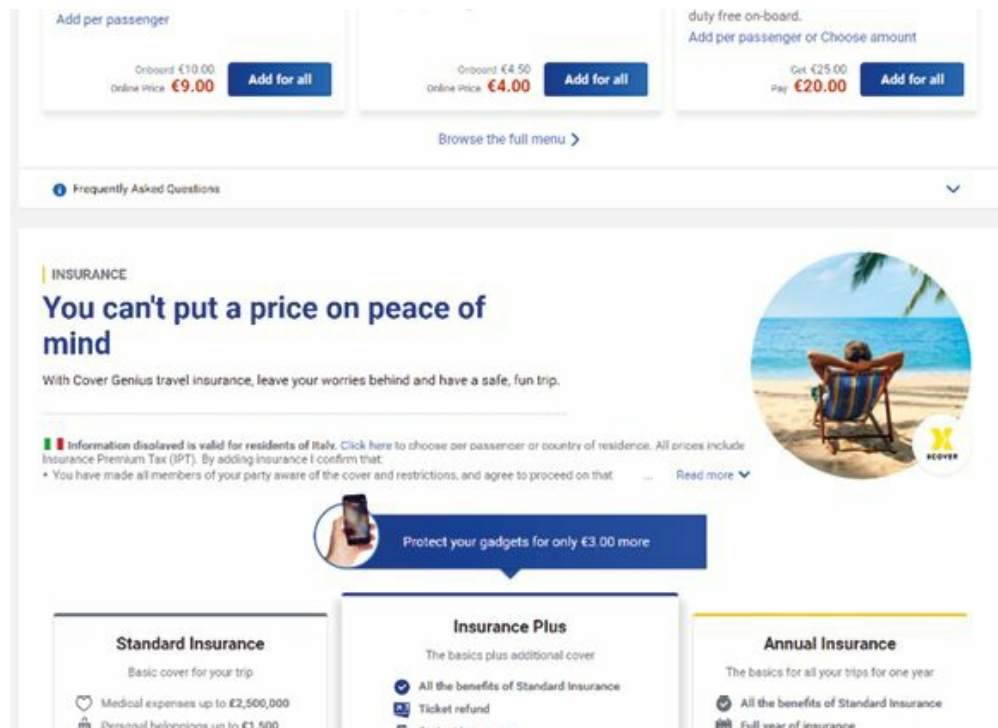 duty free on-board.
Add per passenger
Add per passenger or Choose amount
Onboard €10.00
Online Price €9.00
Add for all
Onboard €4.50
Online Price €4.00
Add for all
Get €25.00
Pay €20.00
Add for all
Browse the full menu
Frequently Asked Questions
INSURANCE
You can't put a price on peace of
mind
With Cover Genius travel insurance, leave your worries behind and have a safe, fun trip.
XCOVER
Information displayed is valid for residents of Italy. Click here to choose per passenger or country of residence. All prices include
Insurance Premium Tax (IPT). By adding insurance I confirm that:
• You have made all members of your party aware of the cover and restrictions, and agree to proceed on that ... Read more
Protect your gadgets for only €3.00 more
Standard Insurance
Basic cover for your trip
Medical expenses up to £2,500,000
Personal belongings up to £1,500
Insurance Plus
The basics plus additional cover
All the benefits of Standard Insurance
Ticket refund
Annual Insurance
The basics for all your trips for one year
All the benefits of Standard Insurance
Full year of insurance